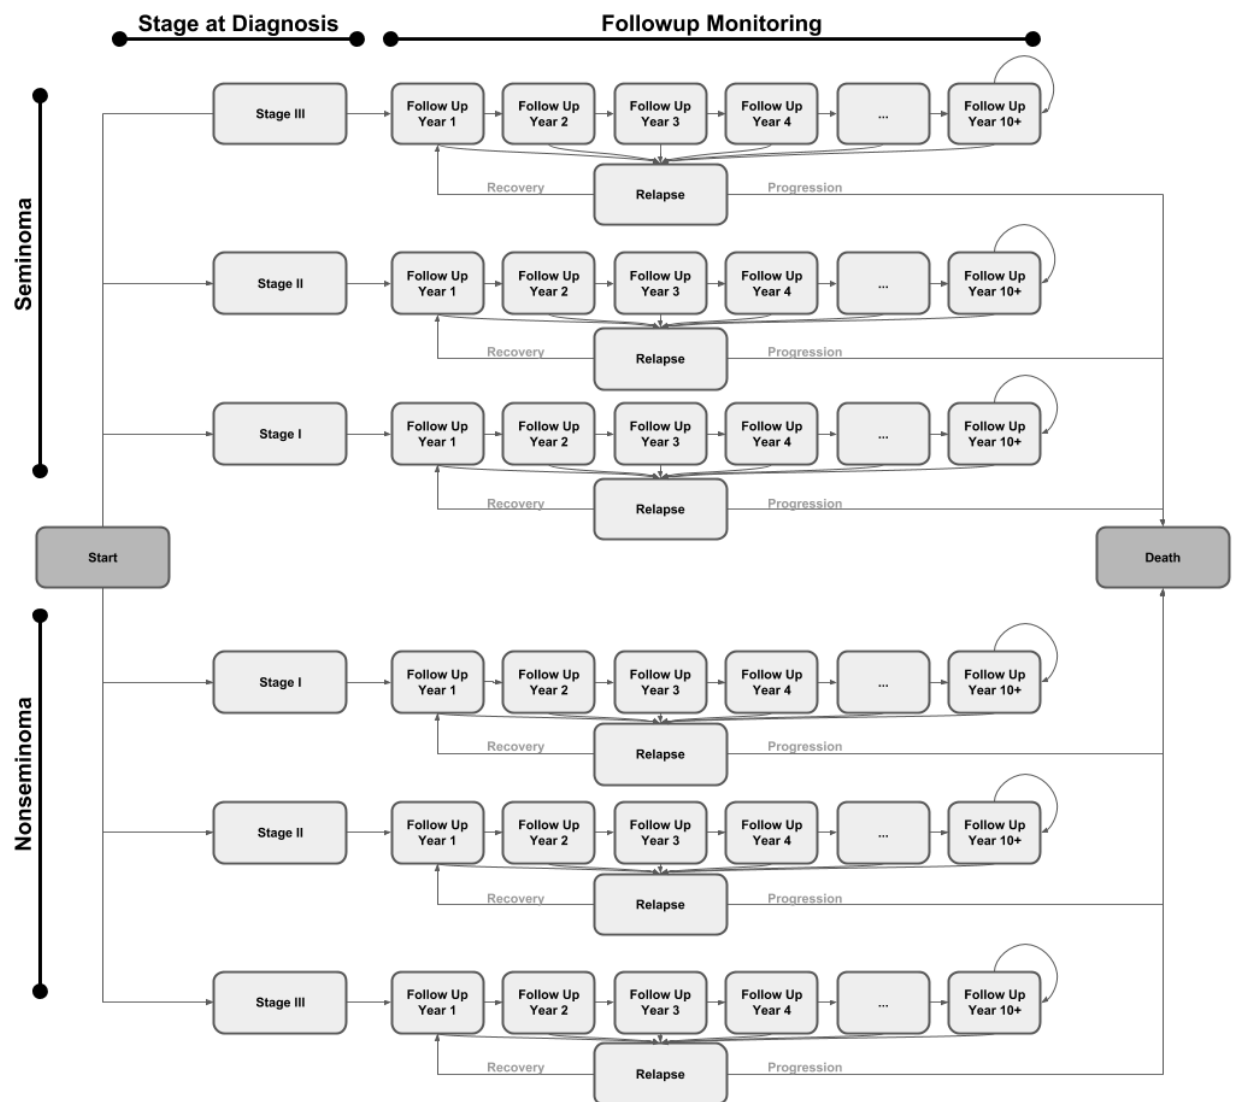 Stage at Diagnosis
Followup Monitoring
Seminoma
Stage III
Follow Up
Year 1
Follow Up
Year 2
Follow Up
Year 3
Follow Up
Year 4
...
Follow Up
Year 10+
Recovery
Relapse
Progression
Stage II
Follow Up
Year 1
Follow Up
Year 2
Follow Up
Year 3
Follow Up
Year 4
...
Follow Up
Year 10+
Recovery
Relapse
Progression
Stage I
Follow Up
Year 1
Follow Up
Year 2
Follow Up
Year 3
Follow Up
Year 4
...
Follow Up
Year 10+
Recovery
Relapse
Progression
Start
Death
Nonseminoma
Stage I
Follow Up
Year 1
Follow Up
Year 2
Follow Up
Year 3
Follow Up
Year 4
...
Follow Up
Year 10+
Recovery
Relapse
Progression
Stage II
Follow Up
Year 1
Follow Up
Year 2
Follow Up
Year 3
Follow Up
Year 4
...
Follow Up
Year 10+
Recovery
Relapse
Progression
Stage III
Follow Up
Year 1
Follow Up
Year 2
Follow Up
Year 3
Follow Up
Year 4
...
Follow Up
Year 10+
Recovery
Relapse
Progression